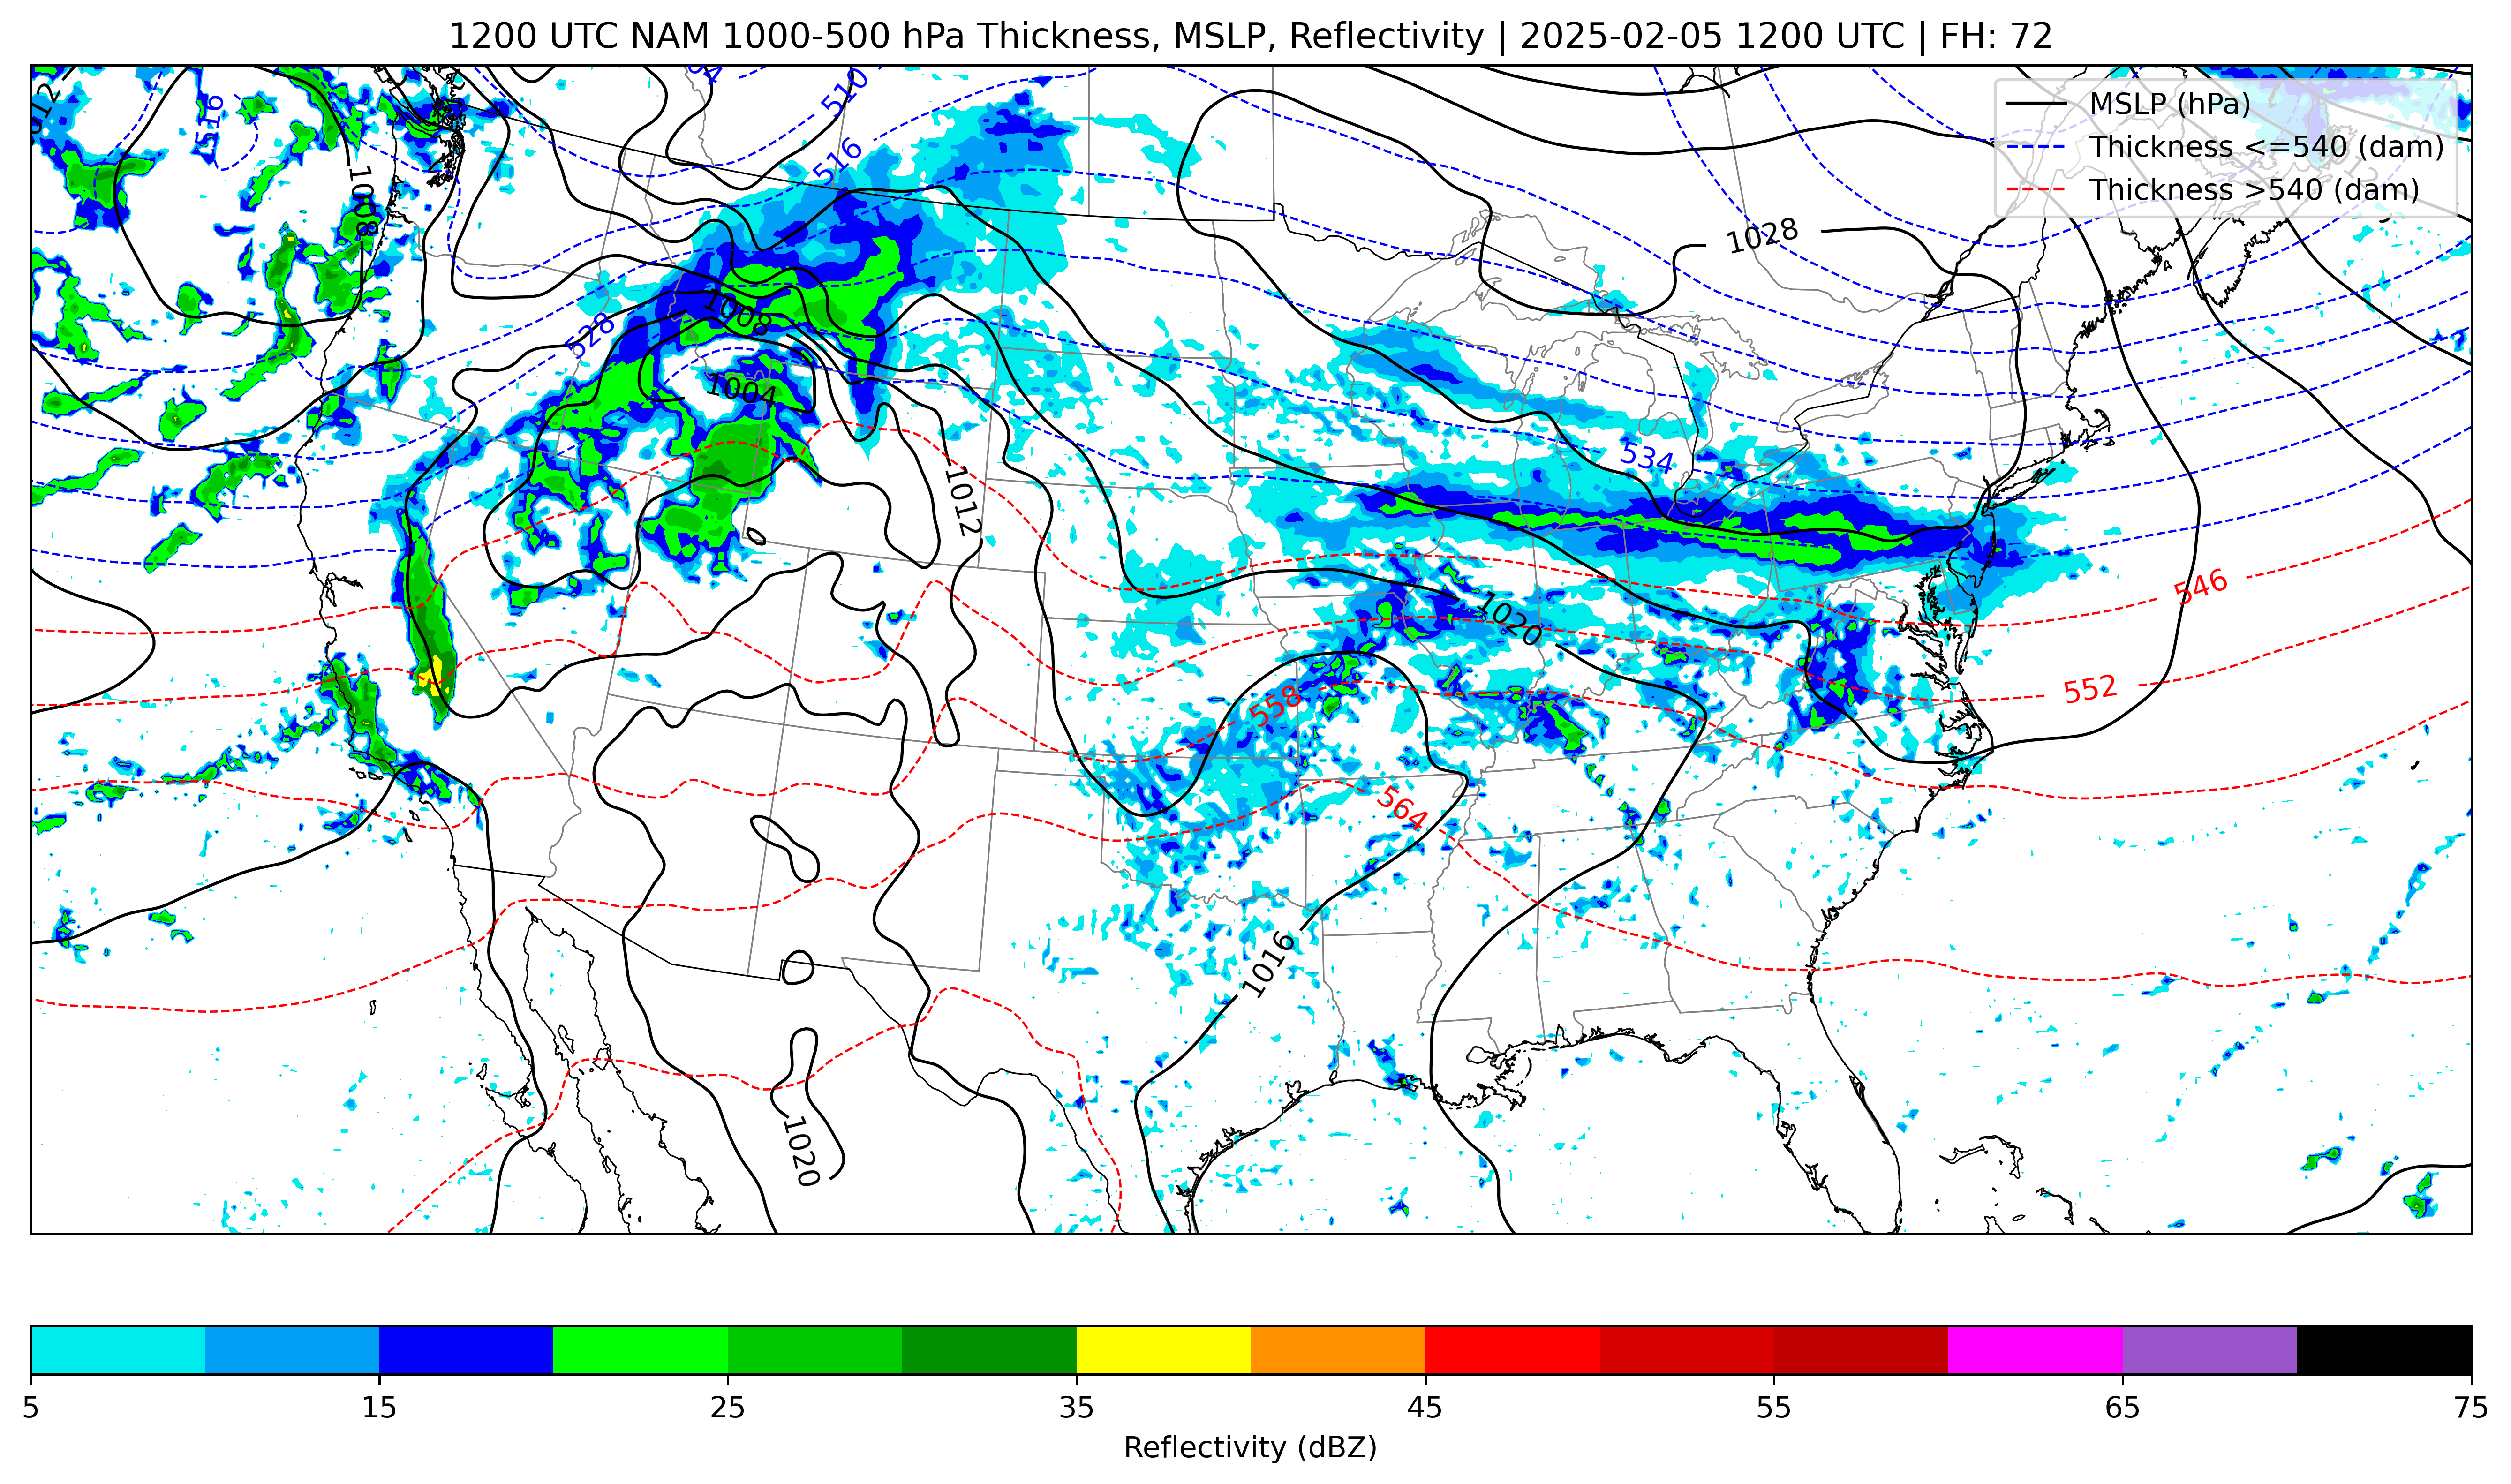 1200 UTC NAM 1000-500 hPa Thickness, MSLP, Reflectivity | 2025-02-05 1200 UTC | FH: 72
MSLP (hPa)
Thickness <=540 (dam)
Thickness >540 (dam)
510
516
516
1008
1028
1008
528
1004
534
1012
546
1020
552
558
564
1016
1020
5 15 25 35 45 55 65 75
Reflectivity (dBZ)